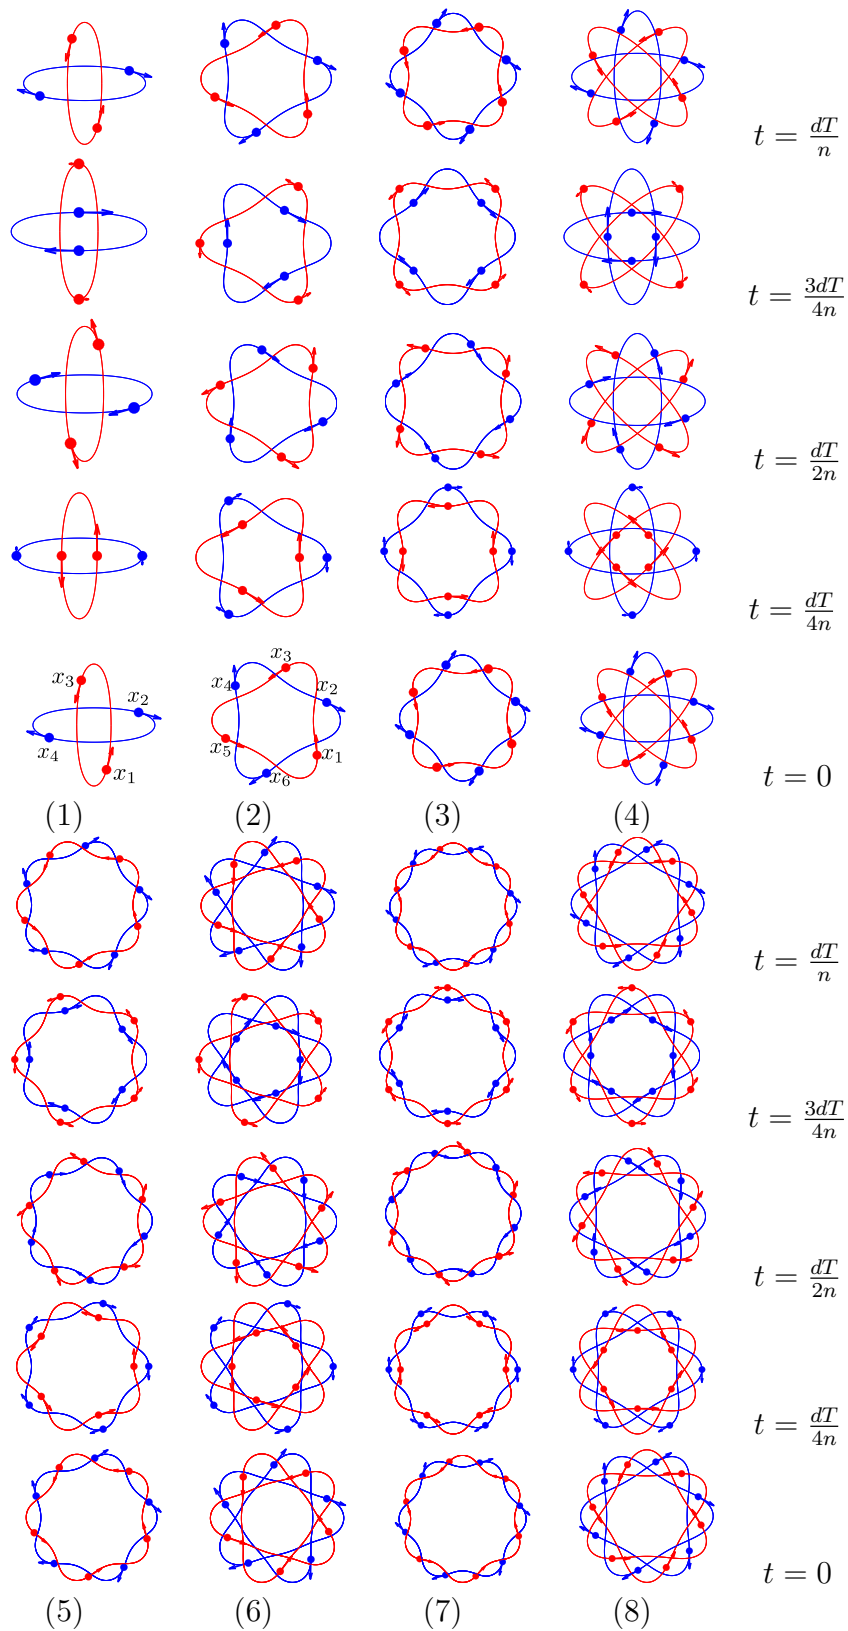 t = dT/n
t = 3dT/4n
t = dT/2n
t = dT/4n
x₃ x₂ x₄ x₁
x₃ x₄ x₂ x₅ x₁ x₆
t = 0
(1) (2) (3) (4)
t = dT/n
t = 3dT/4n
t = dT/2n
t = dT/4n
t = 0
(5) (6) (7) (8)